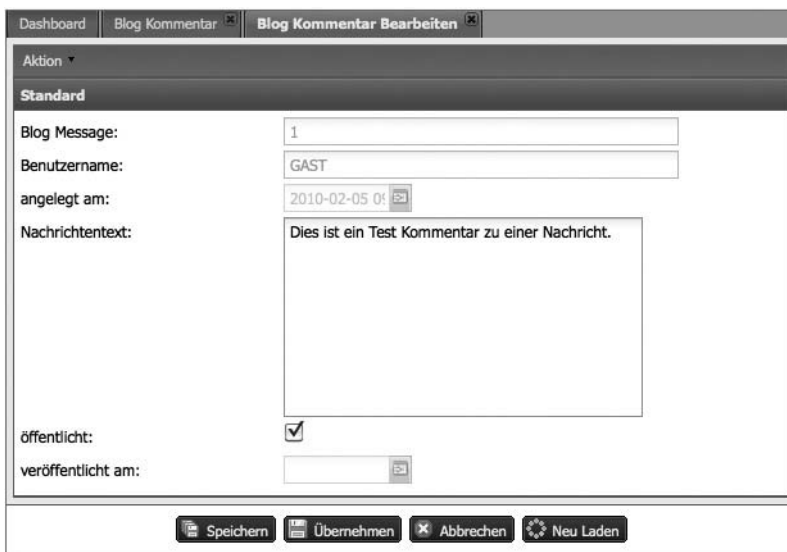 Dashboard Blog Kommentar Blog Kommentar Bearbeiten
Aktion
Standard
Blog Message: 1
Benutzername: GAST
angelegt am: 2010-02-05
Nachrichtentext: Dies ist ein Test Kommentar zu einer Nachricht.
öffentlicht:
veröffentlicht am:
Speichern Übernehmen Abbrechen Neu Laden